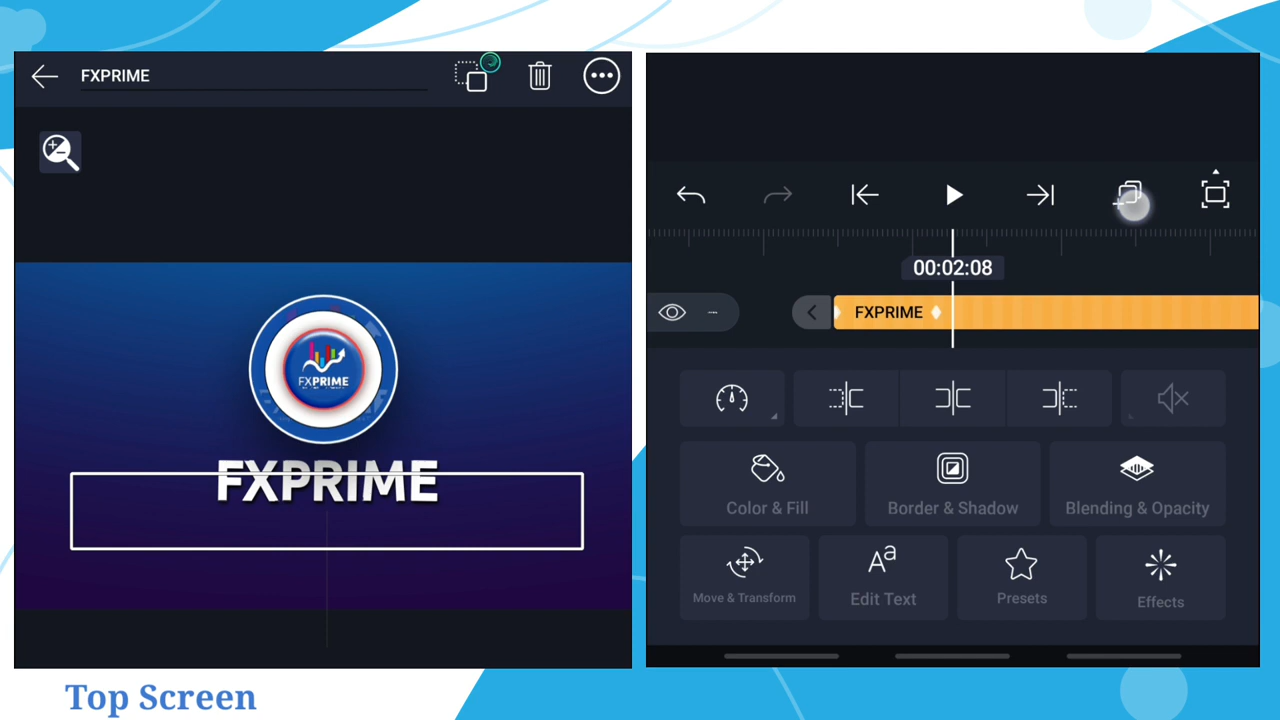 FXPRIME
FXPRIME
FXPRIME
00:02:08
FXPRIME
Color & Fill
Border & Shadow
Blending & Opacity
Move & Transform
Aa
Edit Text
Presets
Effects
Top Screen